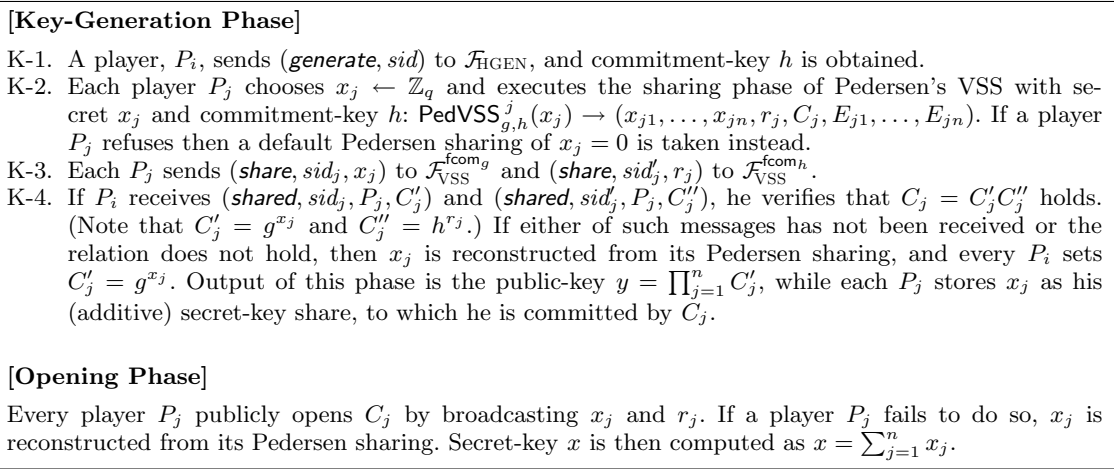 [Key-Generation Phase]
K-1. A player, P_i, sends (generate, sid) to F_HGEN, and commitment-key h is obtained.
K-2. Each player P_j chooses x_j ← ℤ_q and executes the sharing phase of Pedersen's VSS with se-
cret x_j and commitment-key h: PedVSS^j_{g,h}(x_j) → (x_{j1}, . . . , x_{jn}, r_j, C_j, E_{j1}, . . . , E_{jn}). If a player
P_j refuses then a default Pedersen sharing of x_j = 0 is taken instead.
K-3. Each P_j sends (share, sid_j, x_j) to F_VSS^{fcom_g} and (share, sid'_j, r_j) to F_VSS^{fcom_h}.
K-4. If P_i receives (shared, sid_j, P_j, C'_j) and (shared, sid'_j, P_j, C''_j), he verifies that C_j = C'_jC''_j holds.
(Note that C'_j = g^{x_j} and C''_j = h^{r_j}.) If either of such messages has not been received or the
relation does not hold, then x_j is reconstructed from its Pedersen sharing, and every P_i sets
C'_j = g^{x_j}. Output of this phase is the public-key y = ∏_{j=1}^n C'_j, while each P_j stores x_j as his
(additive) secret-key share, to which he is committed by C_j.
[Opening Phase]
Every player P_j publicly opens C_j by broadcasting x_j and r_j. If a player P_j fails to do so, x_j is
reconstructed from its Pedersen sharing. Secret-key x is then computed as x = ∑_{j=1}^n x_j.